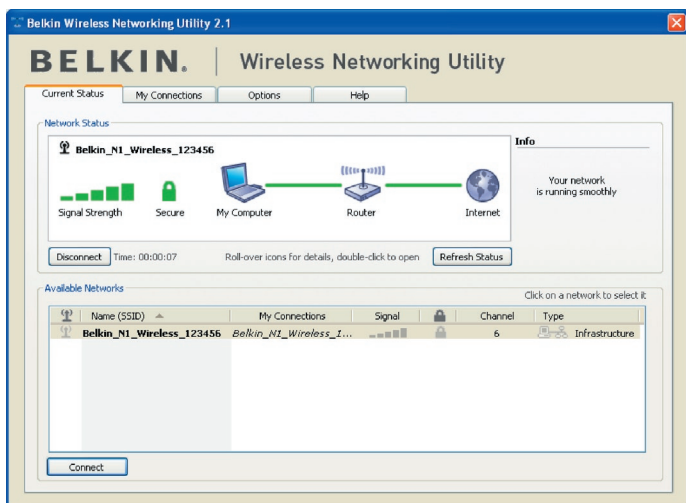 Belkin Wireless Networking Utility 2.1
BELKIN. | Wireless Networking Utility
Current Status My Connections Options Help
Network Status
Belkin_N1_Wireless_123456
Signal Strength Secure My Computer Router Internet
Info
Your network
is running smoothly
Disconnect Time: 00:00:07 Roll-over icons for details, double-click to open Refresh Status
Available Networks
Click on a network to select it
Name (SSID) My Connections Signal Channel Type
Belkin_N1_Wireless_123456 Belkin_N1_Wireless_1... 6 Infrastructure
Connect